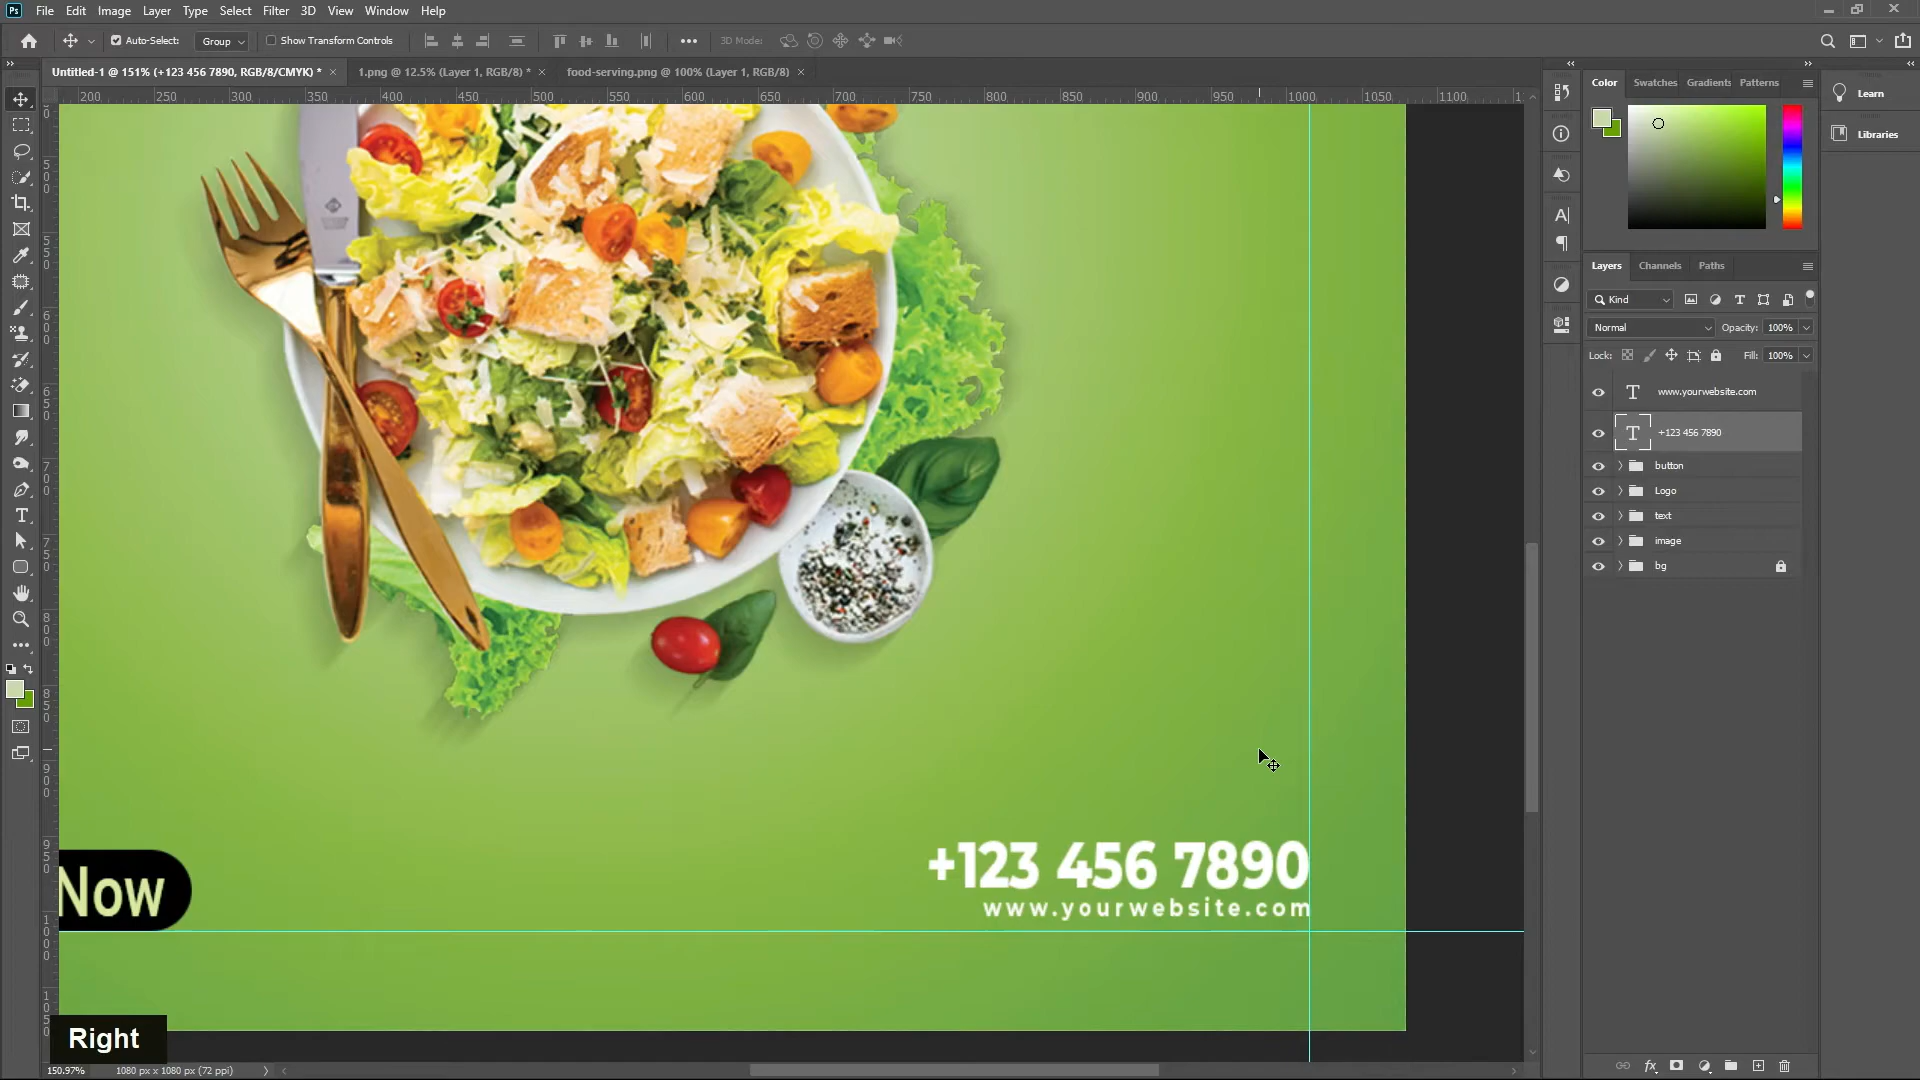 Ps File Edit Image Layer Type Select Filter 3D View Window Help
Auto-Select: Group Show Transform Controls 3D Mode:
Untitled-1 @ 151% (+123 456 7890, RGB/8/CMYK) * × 1.png @ 12.5% (Layer 1, RGB/8) * × food-serving.png @ 100% (Layer 1, RGB/8) ×
200 250 300 350 400 450 500 550 600 650 700 750 800 850 900 950 1000 1050 1100
Color Swatches Gradients Patterns
Learn
Libraries
Layers Channels Paths
Kind
Normal Opacity: 100%
Lock: Fill: 100%
www.yourwebsite.com
+123 456 7890
button
Logo
text
image
bg
Now
+123 456 7890
www.yourwebsite.com
Right
150.97% 1080 px x 1080 px (72 ppi)